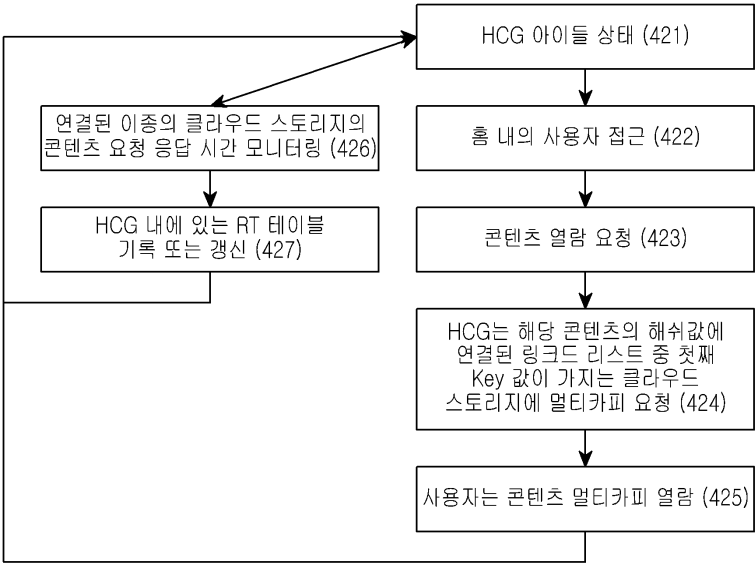 HCG 아이들 상태 (421)
연결된 이종의 클라우드 스토리지의
콘텐츠 요청 응답 시간 모니터링 (426)
홈 내의 사용자 접근 (422)
HCG 내에 있는 RT 테이블
기록 또는 갱신 (427)
콘텐츠 열람 요청 (423)
HCG는 해당 콘텐츠의 해쉬값에
연결된 링크드 리스트 중 첫째
Key 값이 가지는 클라우드
스토리지에 멀티카피 요청 (424)
사용자는 콘텐츠 멀티카피 열람 (425)